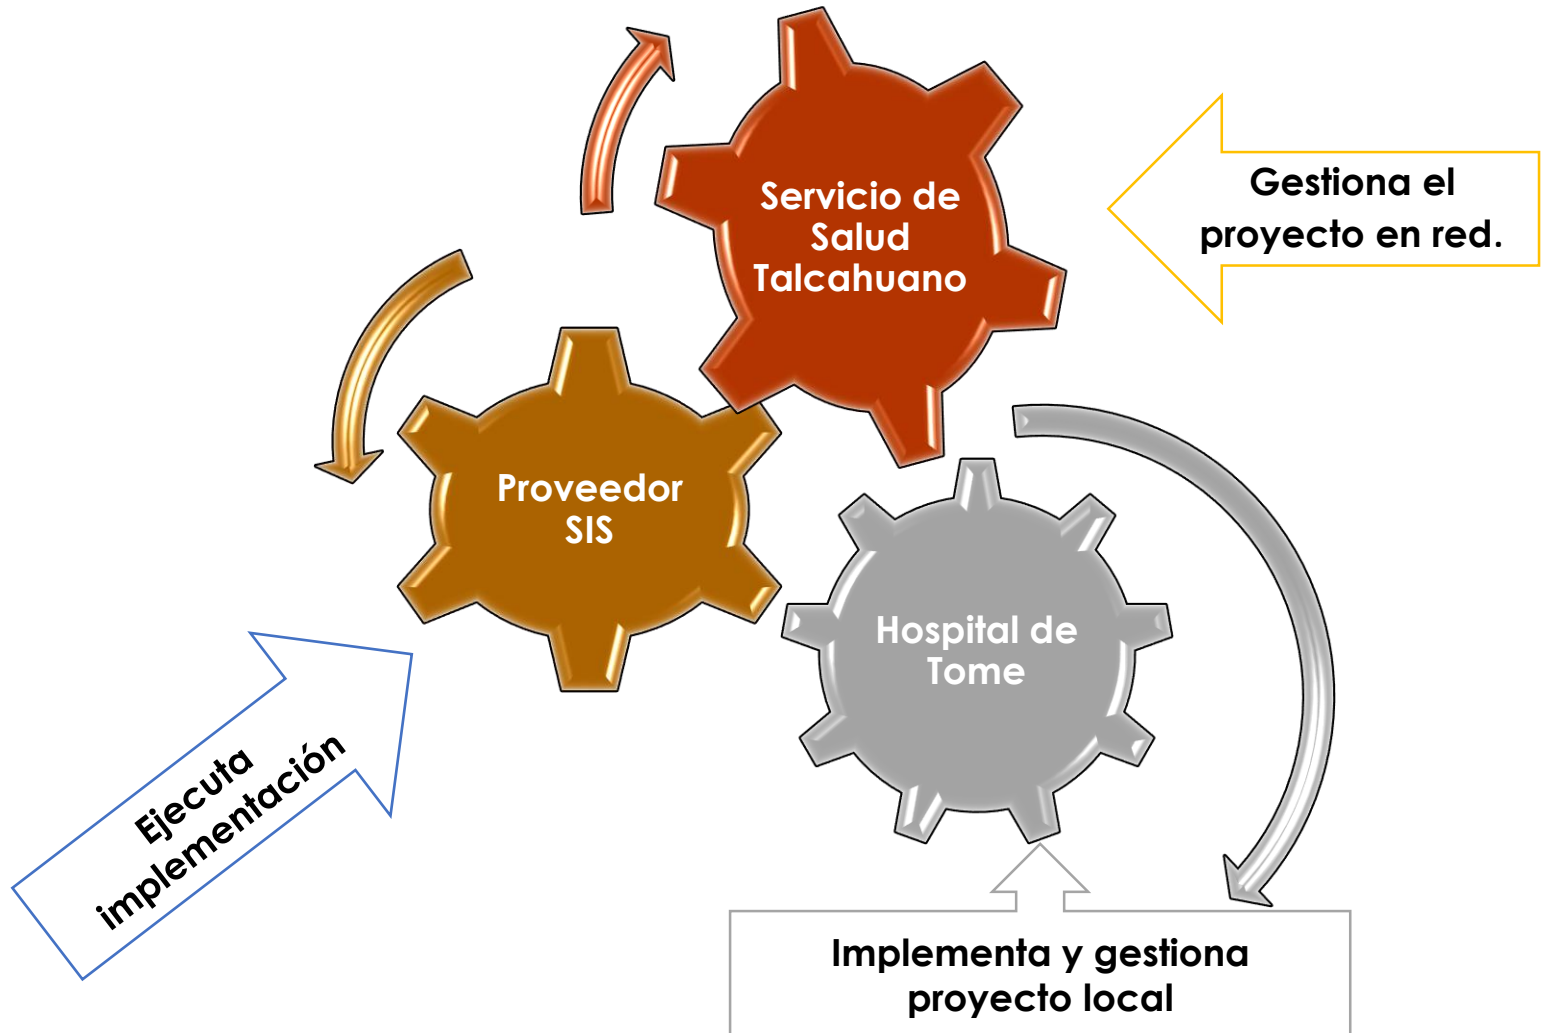 Servicio de
Salud
Talcahuano
Gestiona el
proyecto en red.
Proveedor
SIS
Hospital de
Tome
Ejecuta
implementación
Implementa y gestiona
proyecto local